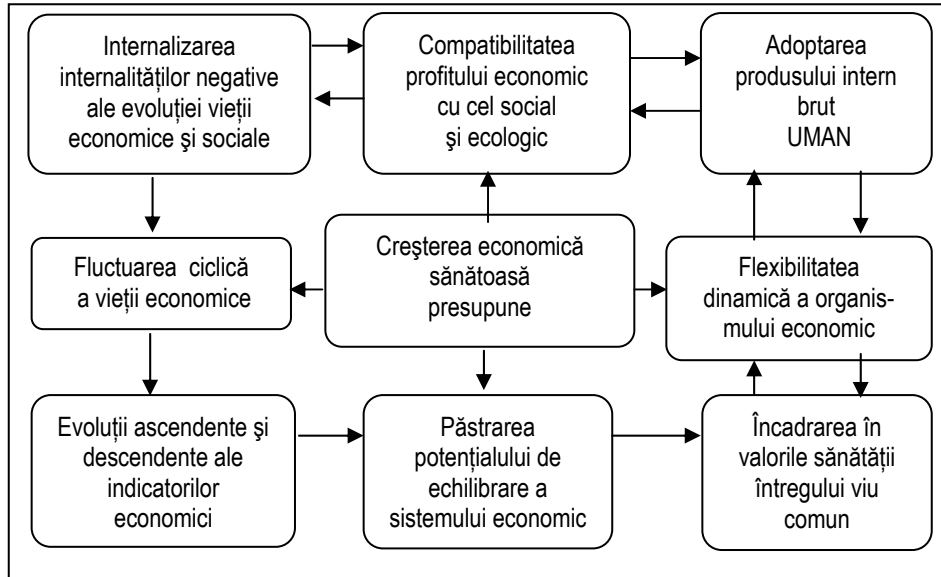 Internalizarea
internalităţilor negative
ale evoluţiei vieţii
economice şi sociale
Compatibilitatea
profitului economic
cu cel social
şi ecologic
Adoptarea
produsului intern
brut
UMAN
Fluctuarea ciclică
a vieţii economice
Creşterea economică
sănătoasă
presupune
Flexibilitatea
dinamică a organis-
mului economic
Evoluţii ascendente şi
descendente ale
indicatorilor
economici
Păstrarea
potenţialului de
echilibrare a
sistemului economic
Încadrarea în
valorile sănătăţii
întregului viu
comun